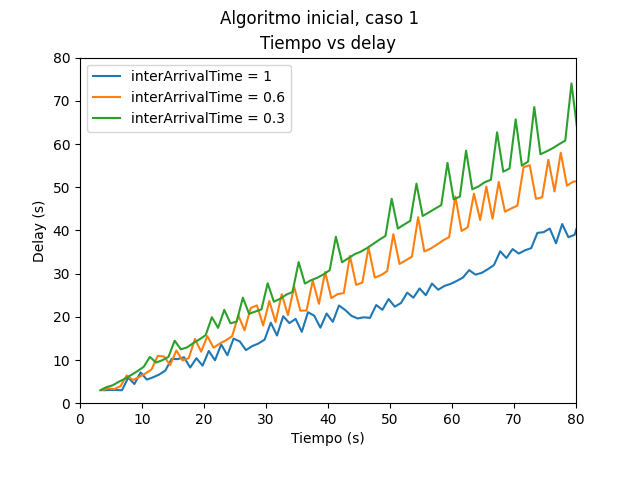 Algoritmo inicial, caso 1
Tiempo vs delay
interArrivalTime = 1
interArrivalTime = 0.6
interArrivalTime = 0.3
Delay (s)
80
70
60
50
40
30
20
10
0
0 10 20 30 40 50 60 70 80
Tiempo (s)